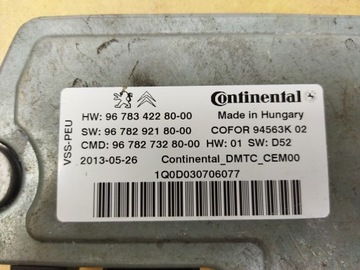 Continental
HW: 96 783 422 80-00 Made in Hungary
SW: 96 782 921 80-00 COFOR 94563K 02
CMD: 96 782 732 80-00 HW: 01 SW: D52
2013-05-26 Continental_DMTC_CEM00
1Q0D030706077
VSS-PEU